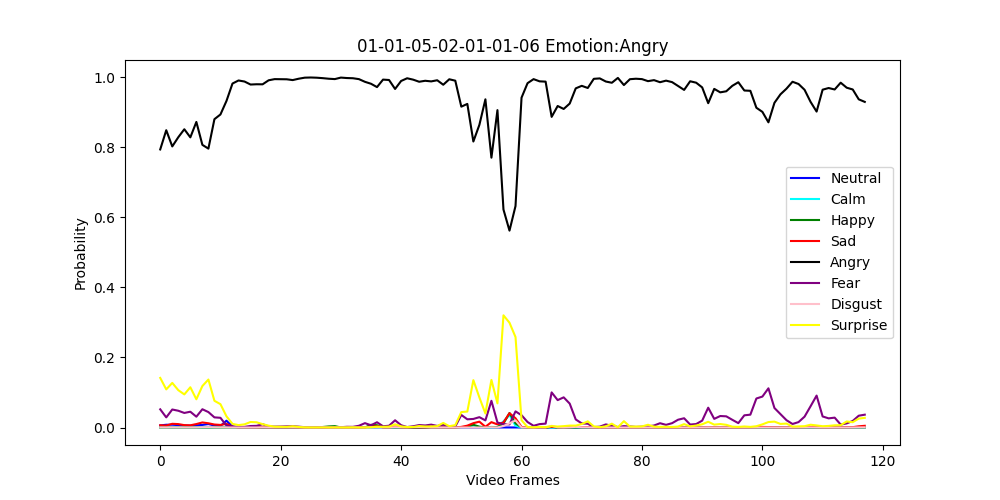 01-01-05-02-01-01-06 Emotion:Angry
Probability
1.0
0.8
0.6
0.4
0.2
0.0
Neutral
Calm
Happy
Sad
Angry
Fear
Disgust
Surprise
0 20 40 60 80 100 120
Video Frames